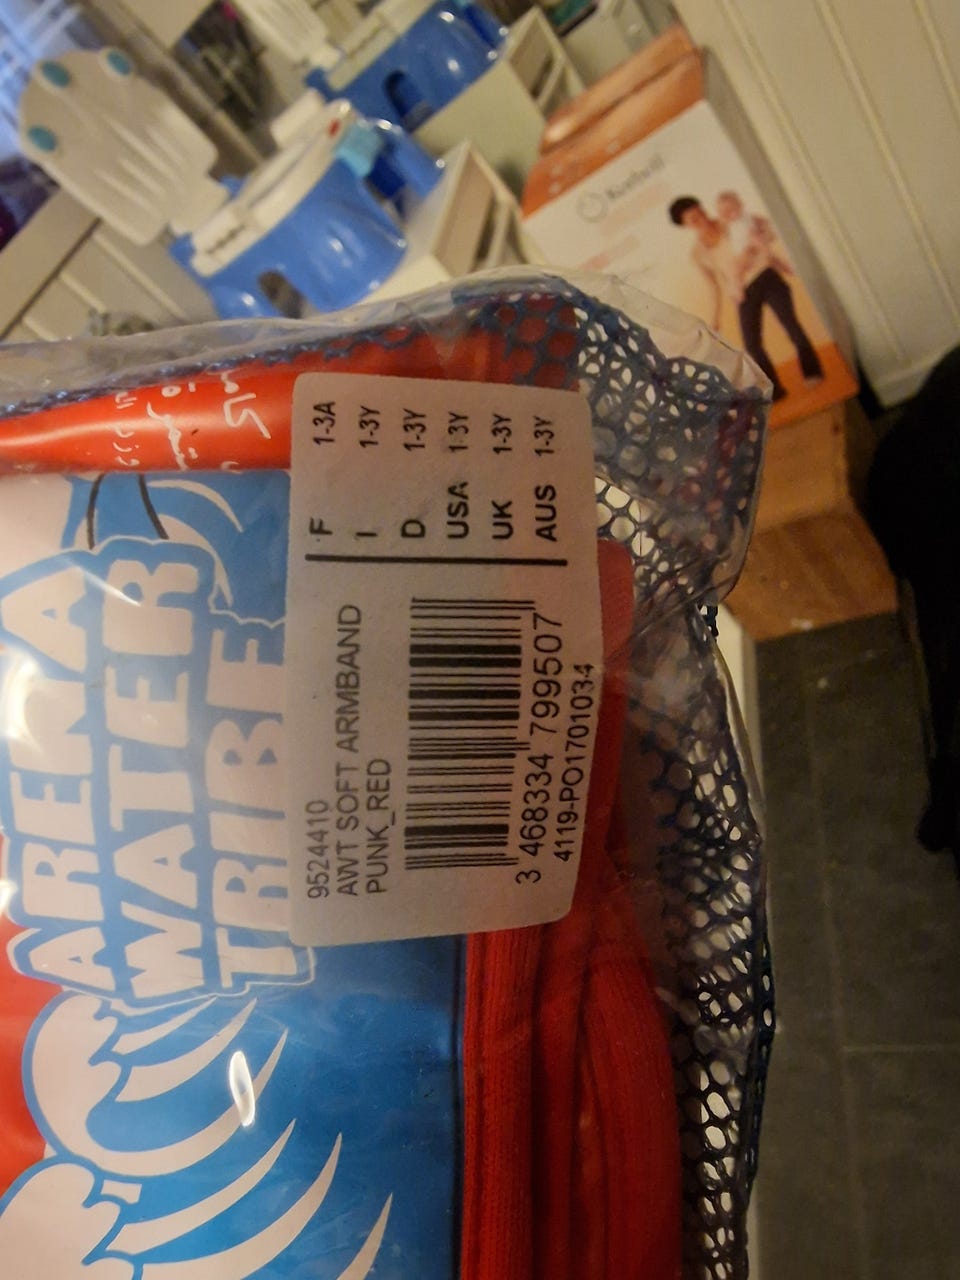 ARENA
WATER
TRIBE
9524410
AWT SOFT ARMBAND
PUNK_RED
3 468334 799507
4119-PO1701034
F 1-3A
I 1-3Y
D 1-3Y
USA 1-3Y
UK 1-3Y
AUS 1-3Y